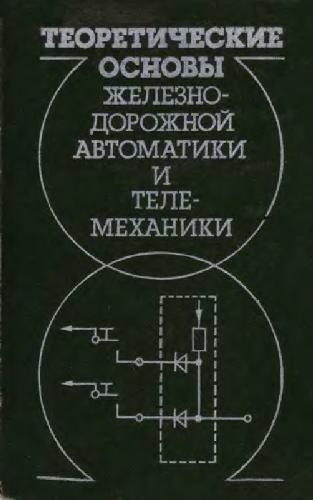 ТЕОРЕТИЧЕСКИЕ
ОСНОВЫ
ЖЕЛЕЗНО-
ДОРОЖНОЙ
АВТОМАТИКИ
И
ТЕЛЕ-
МЕХАНИКИ